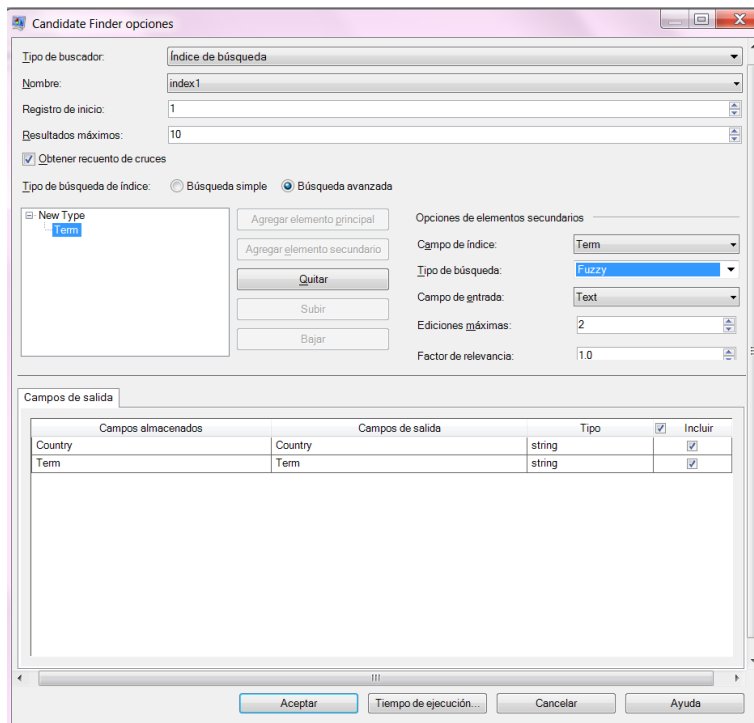 Candidate Finder opciones
Tipo de buscador: Índice de búsqueda
Nombre: index1
Registro de inicio: 1
Resultados máximos: 10
Obtener recuento de cruces
Tipo de búsqueda de índice: Búsqueda simple Búsqueda avanzada
New Type
Term
Agregar elemento principal
Agregar elemento secundario
Quitar
Subir
Bajar
Opciones de elementos secundarios
Campo de índice: Term
Tipo de búsqueda: Fuzzy
Campo de entrada: Text
Ediciones máximas: 2
Factor de relevancia: 1.0
Campos de salida
Campos almacenados Campos de salida Tipo Incluir
Country Country string
Term Term string
Aceptar Tiempo de ejecución... Cancelar Ayuda